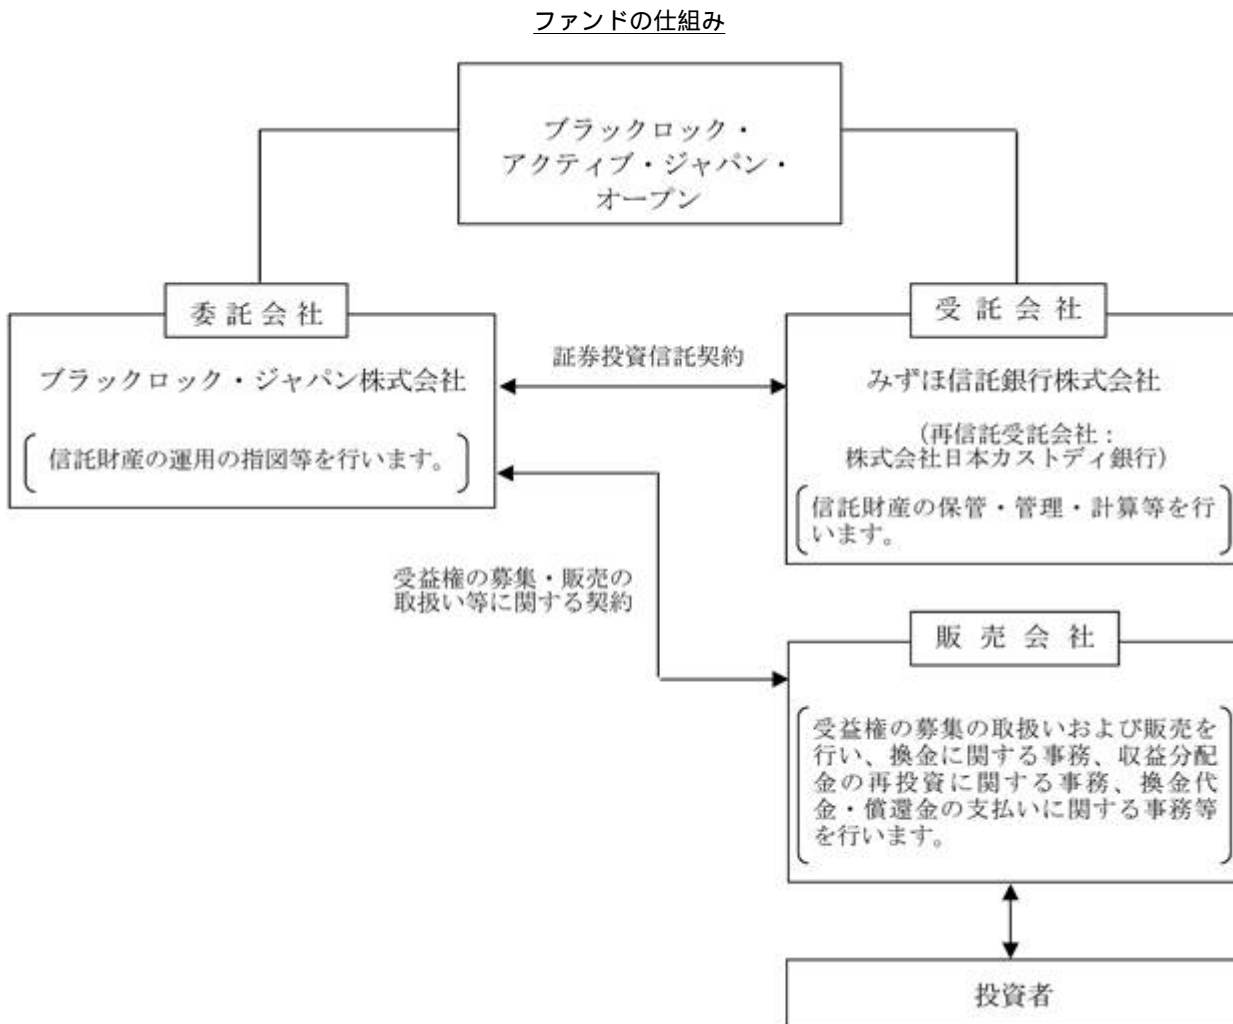 ファンドの仕組み
ブラックロック・
アクティブ・ジャパン・
オープン
委託会社
ブラックロック・ジャパン株式会社
信託財産の運用の指図等を行います。
証券投資信託契約
受託会社
みずほ信託銀行株式会社
(再信託受託会社:
株式会社日本カストディ銀行)
信託財産の保管・管理・計算等を行
います。
受益権の募集・販売の
取扱い等に関する契約
販売会社
受益権の募集の取扱いおよび販売を
行い、換金に関する事務、収益分配
金の再投資に関する事務、換金代
金・償還金の支払いに関する事務等
を行います。
投資者